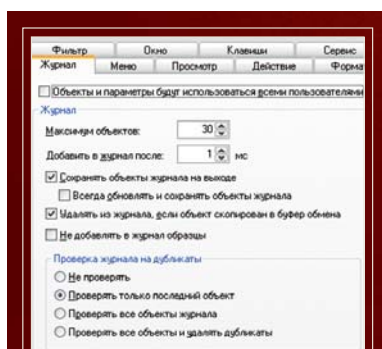 Фильтр Окно Клавиши Сервис
Журнал Меню Просмотр Действие Форма
Объекты и параметры будут использоваться всеми пользователями
Журнал
Максимум объектов: 30
Добавить в журнал после: 1 мс
Сохранять объекты журнала на выходе
Всегда обновлять и сохранять объекты журнала
Удалять из журнала, если объект скопирован в буфер обмена
Не добавлять в журнал образцы
Проверка журнала на дубликаты
Не проверять
Проверять только последний объект
Проверять все объекты журнала
Проверять все объекты и удалять дубликаты